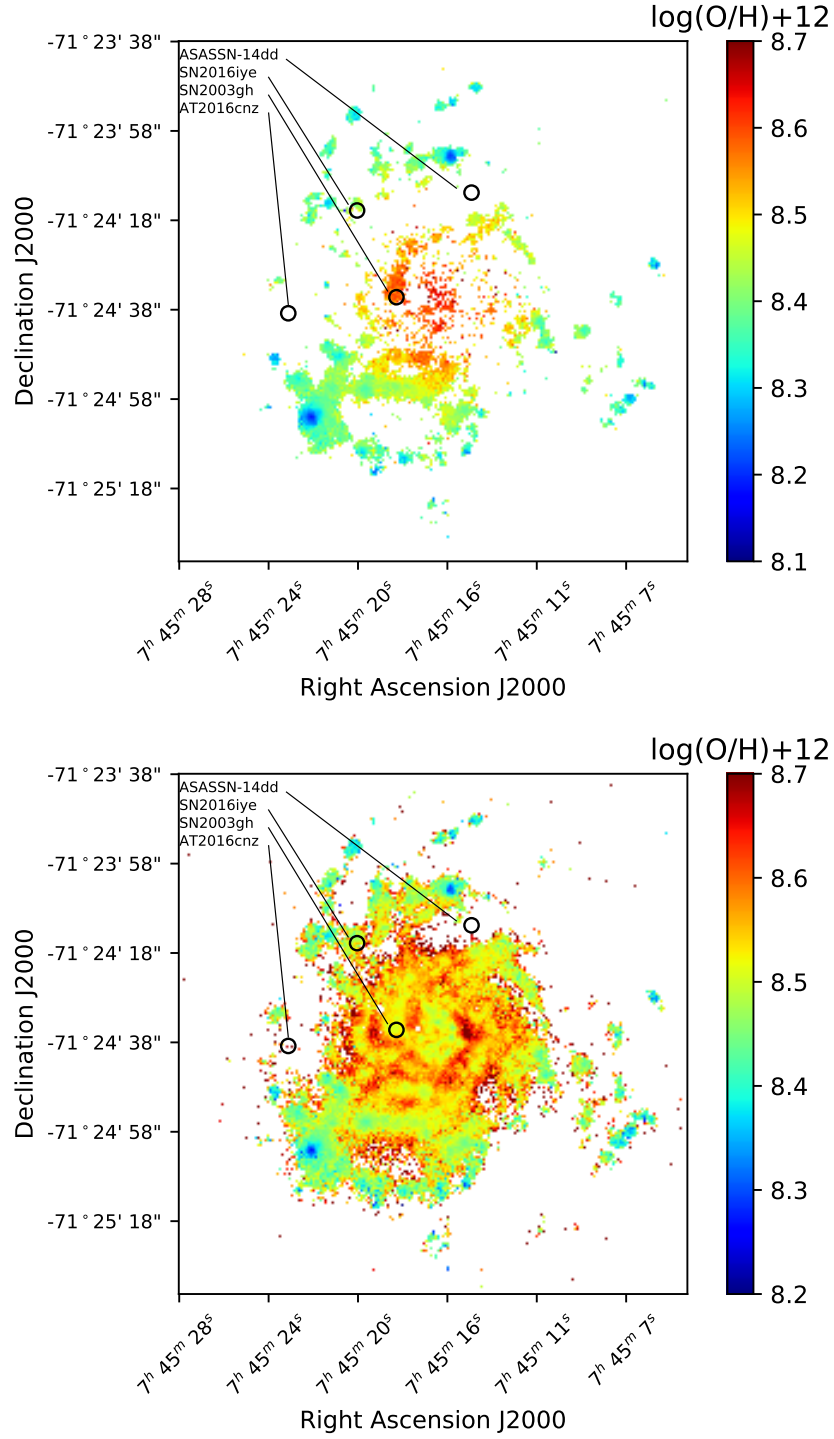 log(O/H)+12
-71°23' 38"
ASASSN-14dd
SN2016iye
SN2003gh
AT2016cnz
-71°23' 58"
-71°24' 18"
-71°24' 38"
-71°24' 58"
-71°25' 18"
Declination J2000
8.7
8.6
8.5
8.4
8.3
8.2
8.1
7h 45m 28s
7h 45m 24s
7h 45m 20s
7h 45m 16s
7h 45m 11s
7h 45m 7s
Right Ascension J2000
log(O/H)+12
-71°23' 38"
ASASSN-14dd
SN2016iye
SN2003gh
AT2016cnz
-71°23' 58"
-71°24' 18"
-71°24' 38"
-71°24' 58"
-71°25' 18"
Declination J2000
8.7
8.6
8.5
8.4
8.3
8.2
7h 45m 28s
7h 45m 24s
7h 45m 20s
7h 45m 16s
7h 45m 11s
7h 45m 7s
Right Ascension J2000